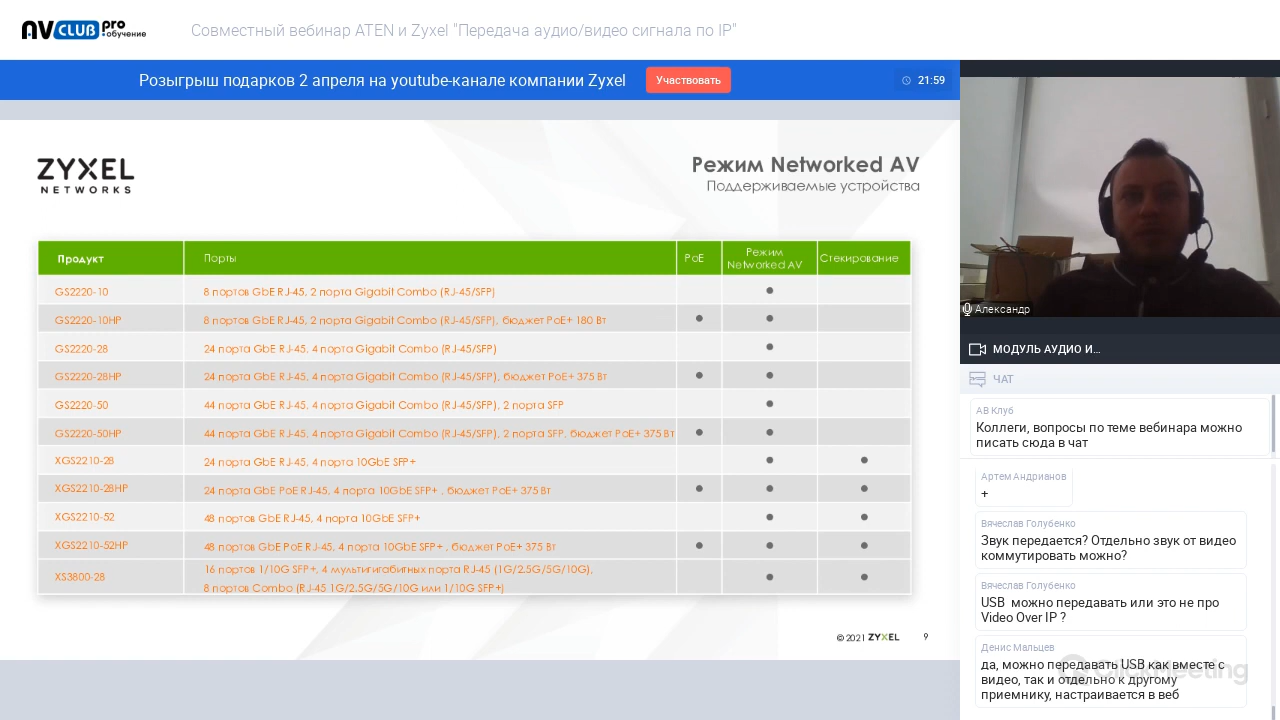 AVCLUBpro
обучение
Совместный вебинар ATEN и Zyxel "Передача аудио/видео сигнала по IP"
Розыгрыш подарков 2 апреля на youtube-канале компании Zyxel
Участвовать
21:59
ZYXEL
NETWORKS
Режим Networked AV
Поддерживаемые устройства
Продукт Порты PoE Режим Networked AV Стекирование
GS2220-10 8 портов GbE RJ-45, 2 порта Gigabit Combo (RJ-45/SFP) ●
GS2220-10HP 8 портов GbE RJ-45, 2 порта Gigabit Combo (RJ-45/SFP), бюджет PoE+ 180 Вт ● ●
GS2220-28 24 порта GbE RJ-45, 4 порта Gigabit Combo (RJ-45/SFP) ●
GS2220-28HP 24 порта GbE RJ-45, 4 порта Gigabit Combo (RJ-45/SFP), бюджет PoE+ 375 Вт ● ●
GS2220-50 44 порта GbE RJ-45, 4 порта Gigabit Combo (RJ-45/SFP), 2 порта SFP ●
GS2220-50HP 44 порта GbE RJ-45, 4 порта Gigabit Combo (RJ-45/SFP), 2 порта SFP, бюджет PoE+ 375 Вт ● ●
XGS2210-28 24 порта GbE RJ-45, 4 порта 10GbE SFP+ ● ●
XGS2210-28HP 24 порта GbE PoE RJ-45, 4 порта 10GbE SFP+ , бюджет PoE+ 375 Вт ● ● ●
XGS2210-52 48 портов GbE RJ-45, 4 порта 10GbE SFP+ ● ●
XGS2210-52HP 48 портов GbE PoE RJ-45, 4 порта 10GbE SFP+ , бюджет PoE+ 375 Вт ● ● ●
XS3800-28 16 портов 1/10G SFP+, 4 мультигигабитных порта RJ-45 (1G/2.5G/5G/10G), ● ●
8 портов Combo (RJ-45 1G/2.5G/5G/10G или 1/10G SFP+)
© 2021 ZYXEL 9
Александр
МОДУЛЬ АУДИО И...
ЧАТ
АВ Клуб
Коллеги, вопросы по теме вебинара можно
писать сюда в чат
Артем Андрианов
+
Вячеслав Голубенко
Звук передается? Отдельно звук от видео
коммутировать можно?
Вячеслав Голубенко
USB можно передавать или это не про
Video Over IP ?
Денис Мальцев
да, можно передавать USB как вместе с
видео, так и отдельно к другому
приемнику, настраивается в веб
ClickMeeting